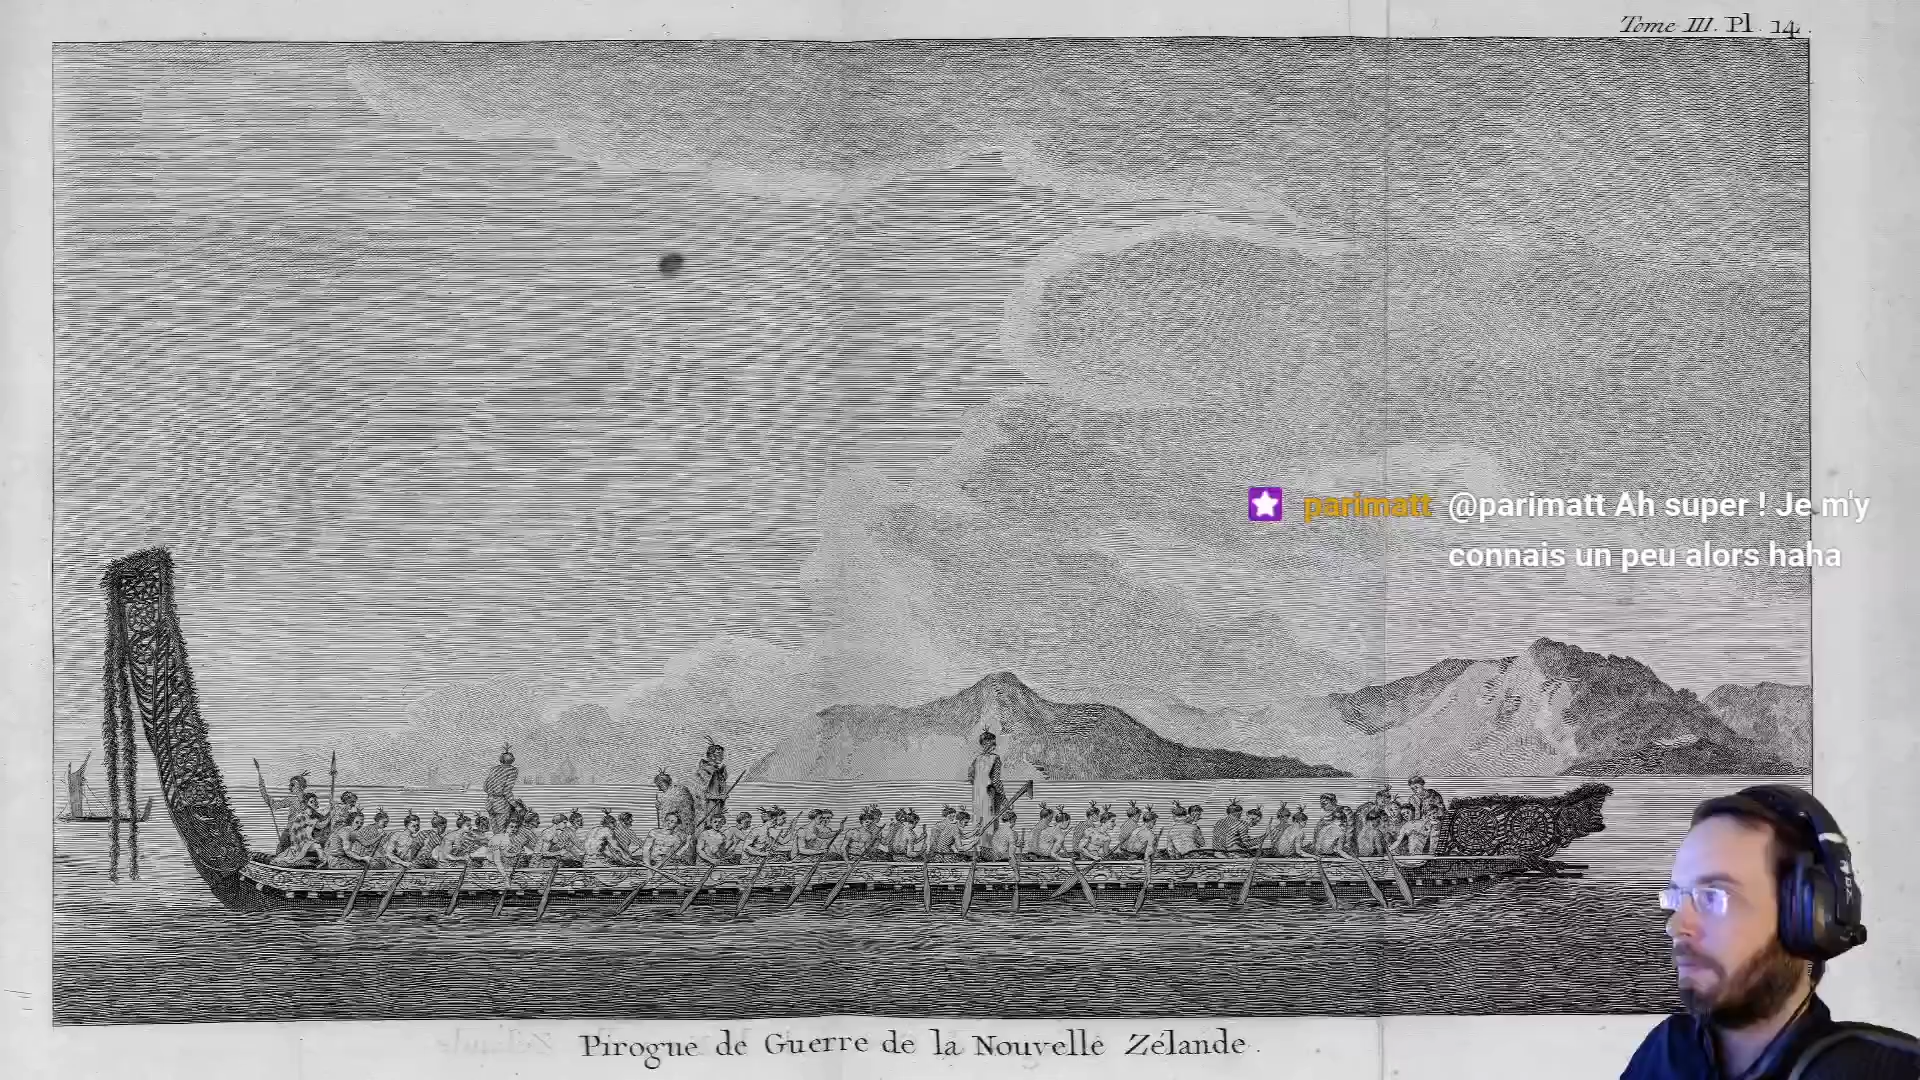 Tome III. Pl. 14.
parimatt @parimatt Ah super ! Je m'y
connais un peu alors haha
Pirogue de Guerre de la Nouvelle Zélande.